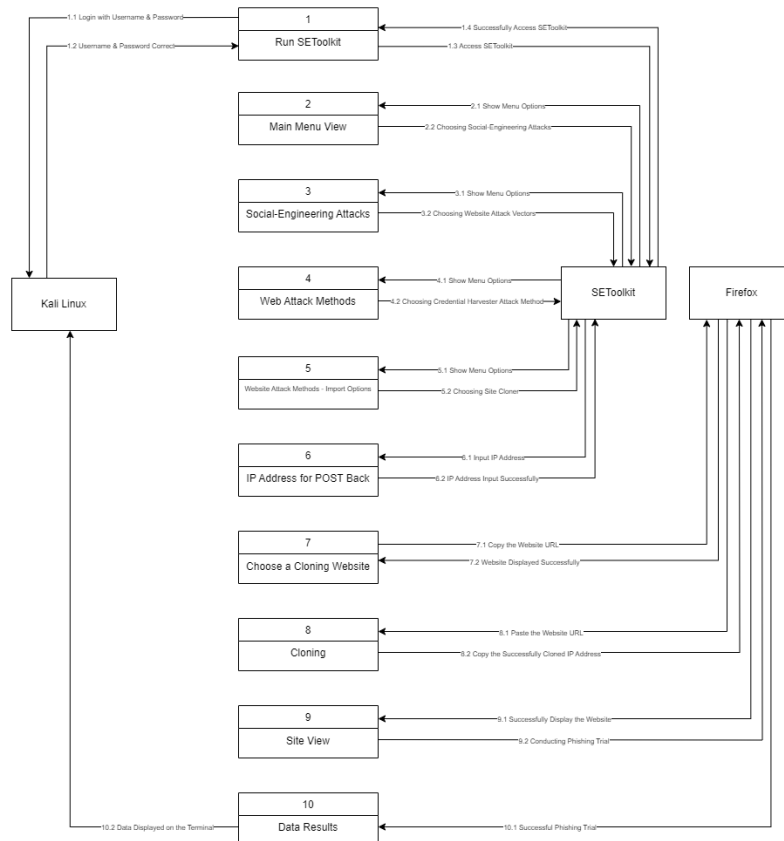 1.1 Login with Username & Password
1
1.4 Successfully Access SEToolkit
1.2 Username & Password Correct
Run SEToolkit
1.3 Access SEToolkit
2
2.1 Show Menu Options
Main Menu View
2.2 Choosing Social-Engineering Attacks
3
3.1 Show Menu Options
Social-Engineering Attacks
3.2 Choosing Website Attack Vectors
4
4.1 Show Menu Options
Kali Linux
Web Attack Methods
4.2 Choosing Credential Harvester Attack Method
SEToolkit
Firefox
5
5.1 Show Menu Options
Website Attack Methods - Import Options
5.2 Choosing Site Cloner
6
6.1 Input IP Address
IP Address for POST Back
6.2 IP Address Input Successfully
7
7.1 Copy the Website URL
Choose a Cloning Website
7.2 Website Displayed Successfully
8
8.1 Paste the Website URL
Cloning
8.2 Copy the Successfully Cloned IP Address
9
9.1 Successfully Display the Website
Site View
9.2 Conducting Phishing Trial
10
10.2 Data Displayed on the Terminal
Data Results
10.1 Successful Phishing Trial